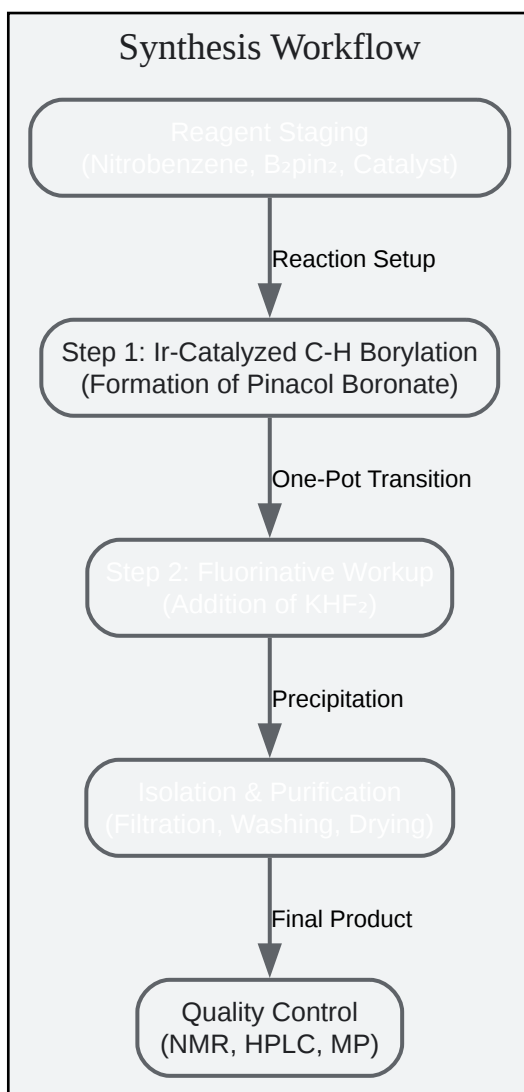 Synthesis Workflow
Reagent Staging
(Nitrobenzene, B₂pin₂, Catalyst)
Reaction Setup
Step 1: Ir-Catalyzed C-H Borylation
(Formation of Pinacol Boronate)
One-Pot Transition
Step 2: Fluorinative Workup
(Addition of KHF₂)
Precipitation
Isolation & Purification
(Filtration, Washing, Drying)
Final Product
Quality Control
(NMR, HPLC, MP)